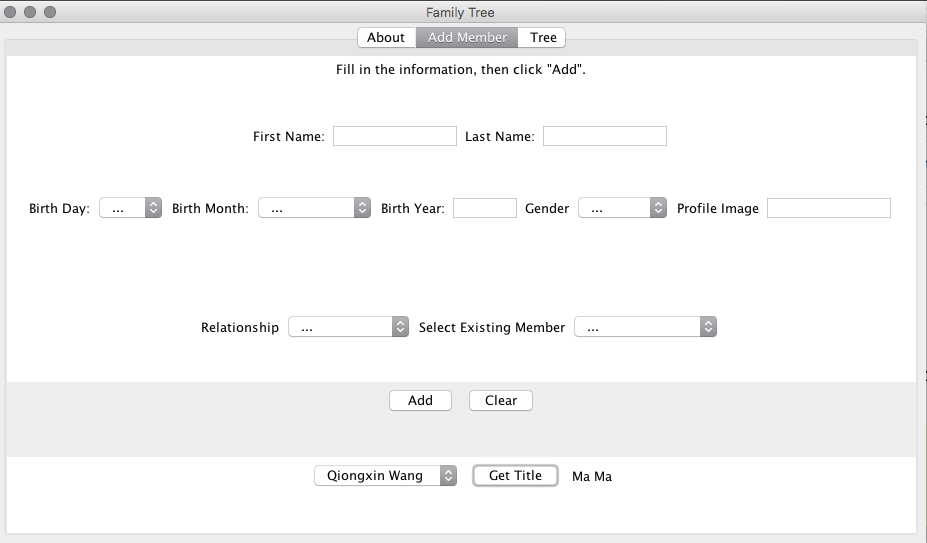 Family Tree
About Add Member Tree
Fill in the information, then click "Add".
First Name: Last Name:
Birth Day: ... Birth Month: ... Birth Year: Gender ... Profile Image
Relationship ... Select Existing Member ...
Add Clear
Qiongxin Wang Get Title Ma Ma